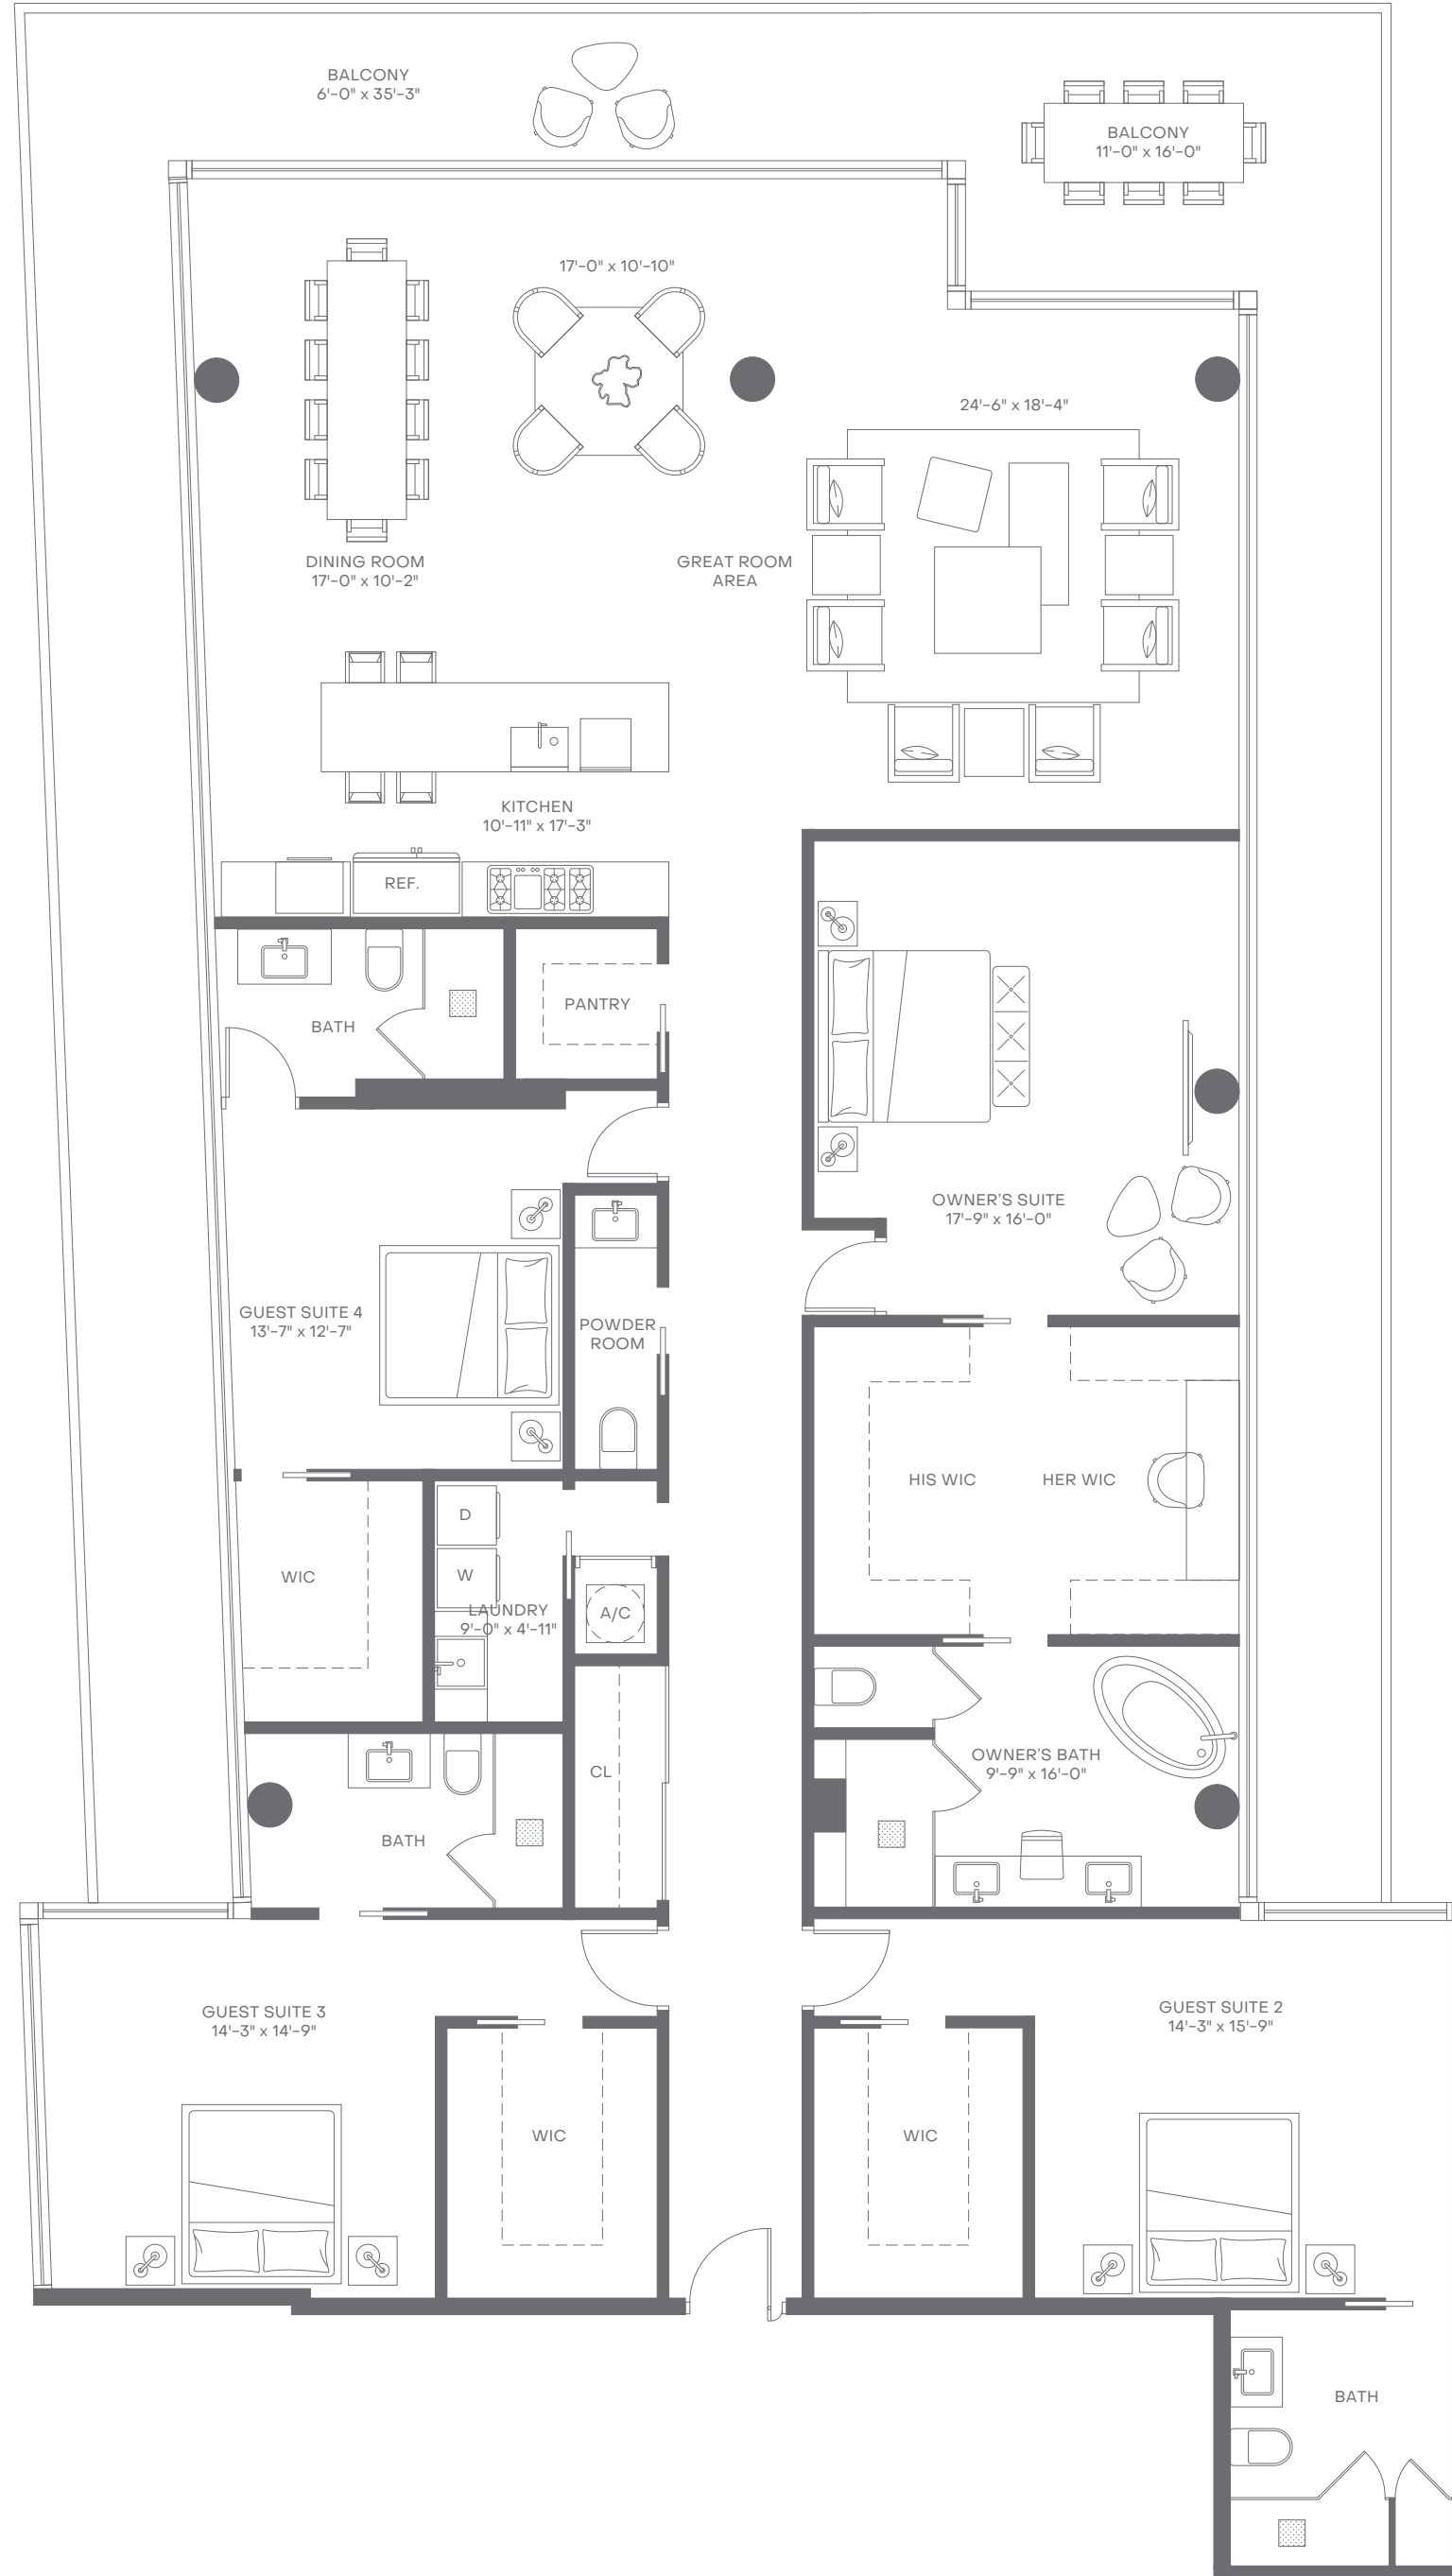 BALCONY
6'-0" x 35'-3"
BALCONY
11'-0" x 16'-0"
17'-0" x 10'-10"
24'-6" x 18'-4"
DINING ROOM
17'-0" x 10'-2"
GREAT ROOM
AREA
KITCHEN
10'-11" x 17'-3"
REF.
BATH
PANTRY
OWNER'S SUITE
17'-9" x 16'-0"
GUEST SUITE 4
13'-7" x 12'-7"
POWDER
ROOM
HIS WIC
HER WIC
D
W
WIC
LAUNDRY
9'-0" x 4'-11"
A/C
CL
OWNER'S BATH
9'-9" x 16'-0"
BATH
GUEST SUITE 3
14'-3" x 14'-9"
GUEST SUITE 2
14'-3" x 15'-9"
WIC
WIC
BATH